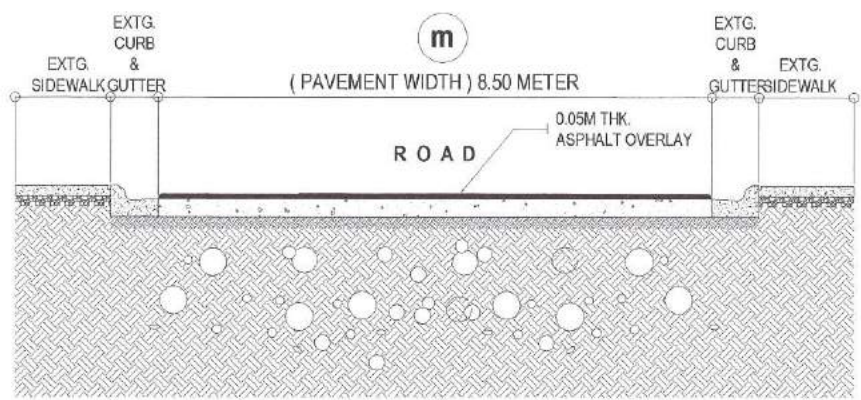 EXTG.
CURB
&
GUTTER
EXTG.
SIDEWALK
m
( PAVEMENT WIDTH ) 8.50 METER
EXTG.
CURB
&
GUTTER
EXTG.
SIDEWALK
0.05M THK.
ASPHALT OVERLAY
ROAD